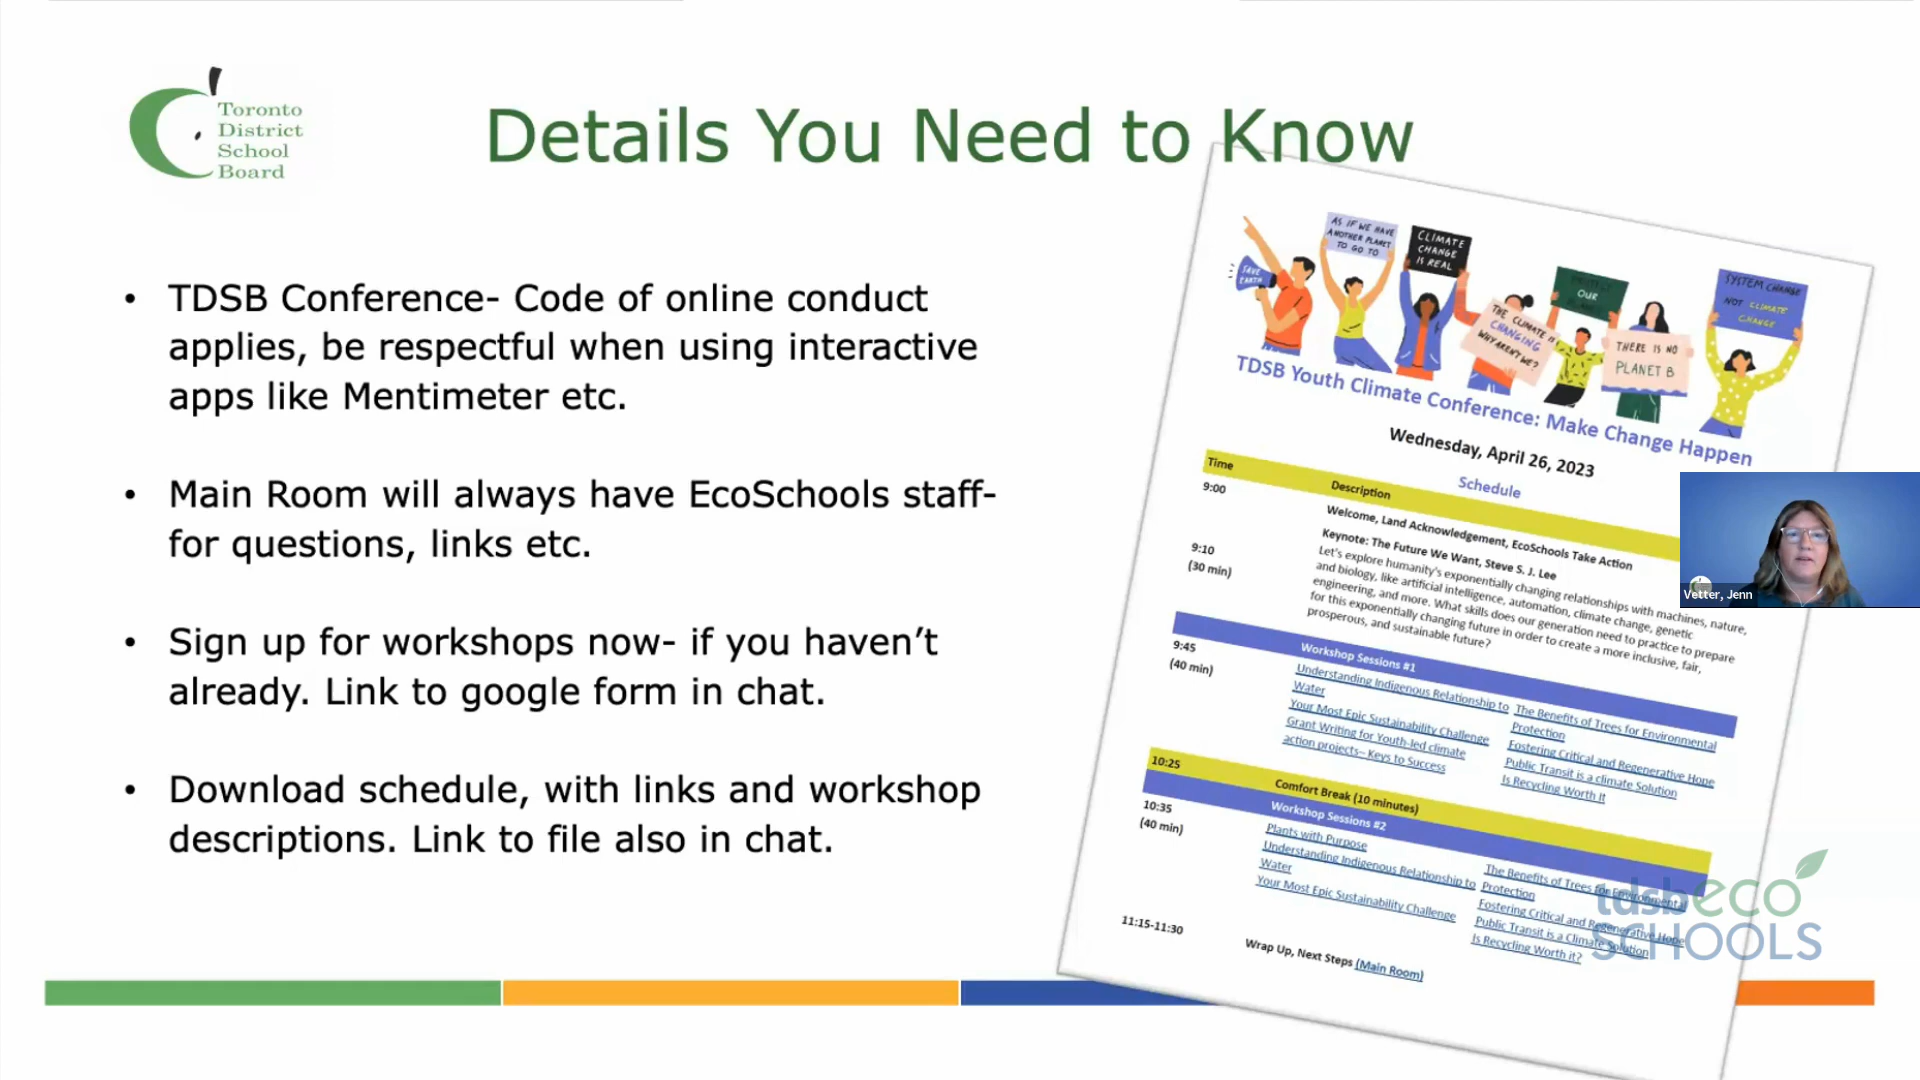 Toronto
District
School
Board
Details You Need to Know
• TDSB Conference- Code of online conduct
applies, be respectful when using interactive
apps like Mentimeter etc.
• Main Room will always have EcoSchools staff-
for questions, links etc.
• Sign up for workshops now- if you haven’t
already. Link to google form in chat.
• Download schedule, with links and workshop
descriptions. Link to file also in chat.
SAVE
EARTH
AS IF WE HAVE
ANOTHER PLANET
TO GO TO
CLIMATE
CHANGE
IS REAL
THE CLIMATE IS
CHANGING
WHY AREN'T WE?
OUR
THERE IS NO
PLANET B
SYSTEM CHANGE
NOT CLIMATE
CHANGE
TDSB Youth Climate Conference: Make Change Happen
Wednesday, April 26, 2023
Schedule
Time
Description
9:00
Welcome, Land Acknowledgement, EcoSchools Take Action
9:10
(30 min)
Keynote: The Future We Want, Steve S. J. Lee
Let's explore humanity's exponentially changing relationships with machines, nature,
and biology, like artificial intelligence, automation, climate change, genetic
engineering, and more. What skills does our generation need to practice to prepare
for this exponentially changing future in order to create a more inclusive, fair,
prosperous, and sustainable future?
Workshop Sessions #1
9:45
(40 min)
Understanding Indigenous Relationship to
Water
Your Most Epic Sustainability Challenge
Grant Writing for Youth-led climate
action projects– Keys to Success
The Benefits of Trees for Environmental
Protection
Fostering Critical and Regenerative Hope
Public Transit is a climate Solution
Is Recycling Worth It
10:25
Comfort Break (10 minutes)
Workshop Sessions #2
10:35
(40 min)
Plants with Purpose
Understanding Indigenous Relationship to
Water
Your Most Epic Sustainability Challenge
The Benefits of Trees for Environmental
Protection
Fostering Critical and Regenerative Hope
Public Transit is a Climate Solution
Is Recycling Worth it?
11:15-11:30
Wrap Up, Next Steps (Main Room)
Vetter, Jenn
tdsbeco
SCHOOLS